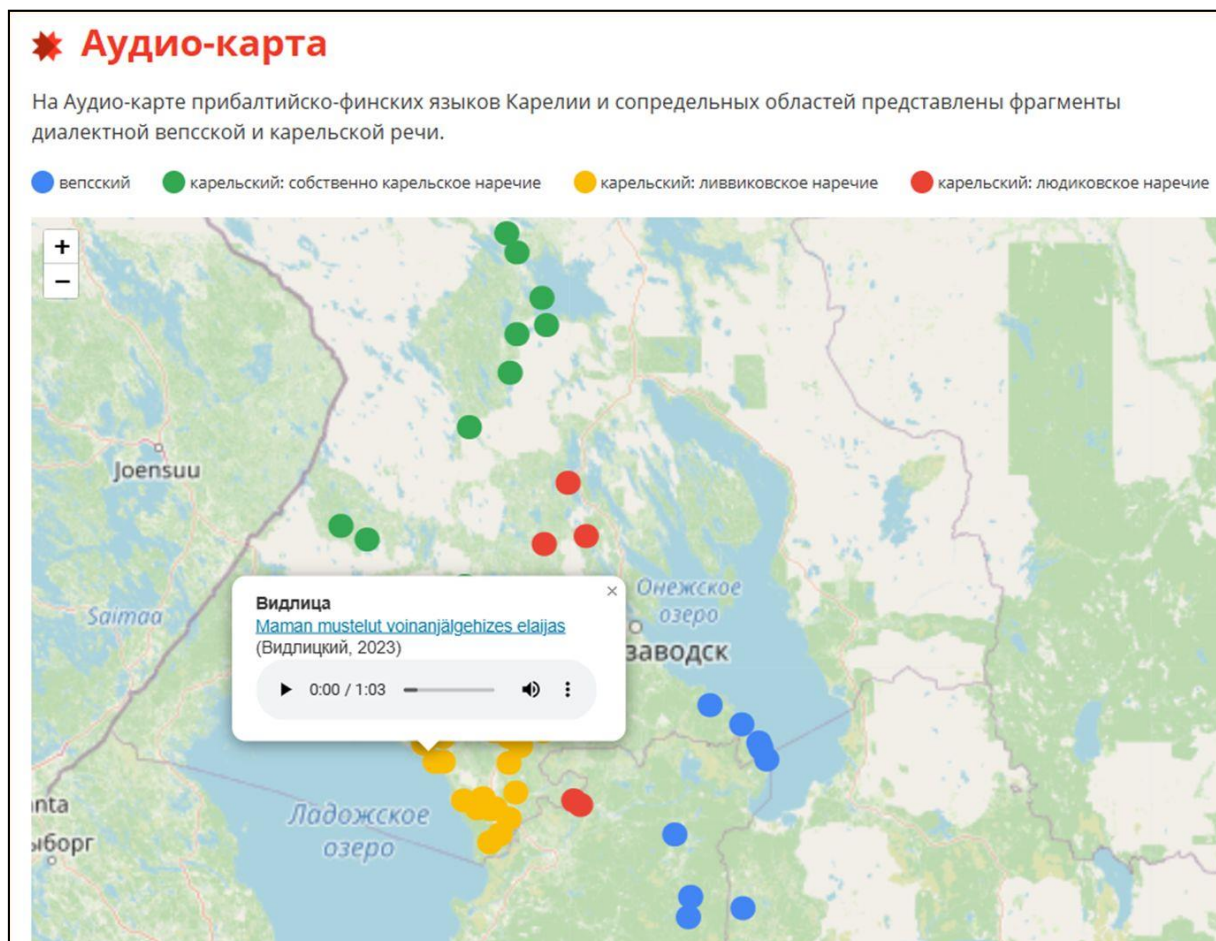 Аудио-карта
На Аудио-карте прибалтийско-финских языков Карелии и сопредельных областей представлены фрагменты
диалектной вепсской и карельской речи.
вепсский карельский: собственно карельское наречие карельский: ливвиковское наречие карельский: людиковское наречие
+
−
Joensuu
Saimaa
Видлица
Maman mustelut voinanjälgehizes elaijas
(Видлицкий, 2023)
0:00 / 1:03
×
Онежское
озеро
заводск
Ладожское
озеро
nta
ыборг